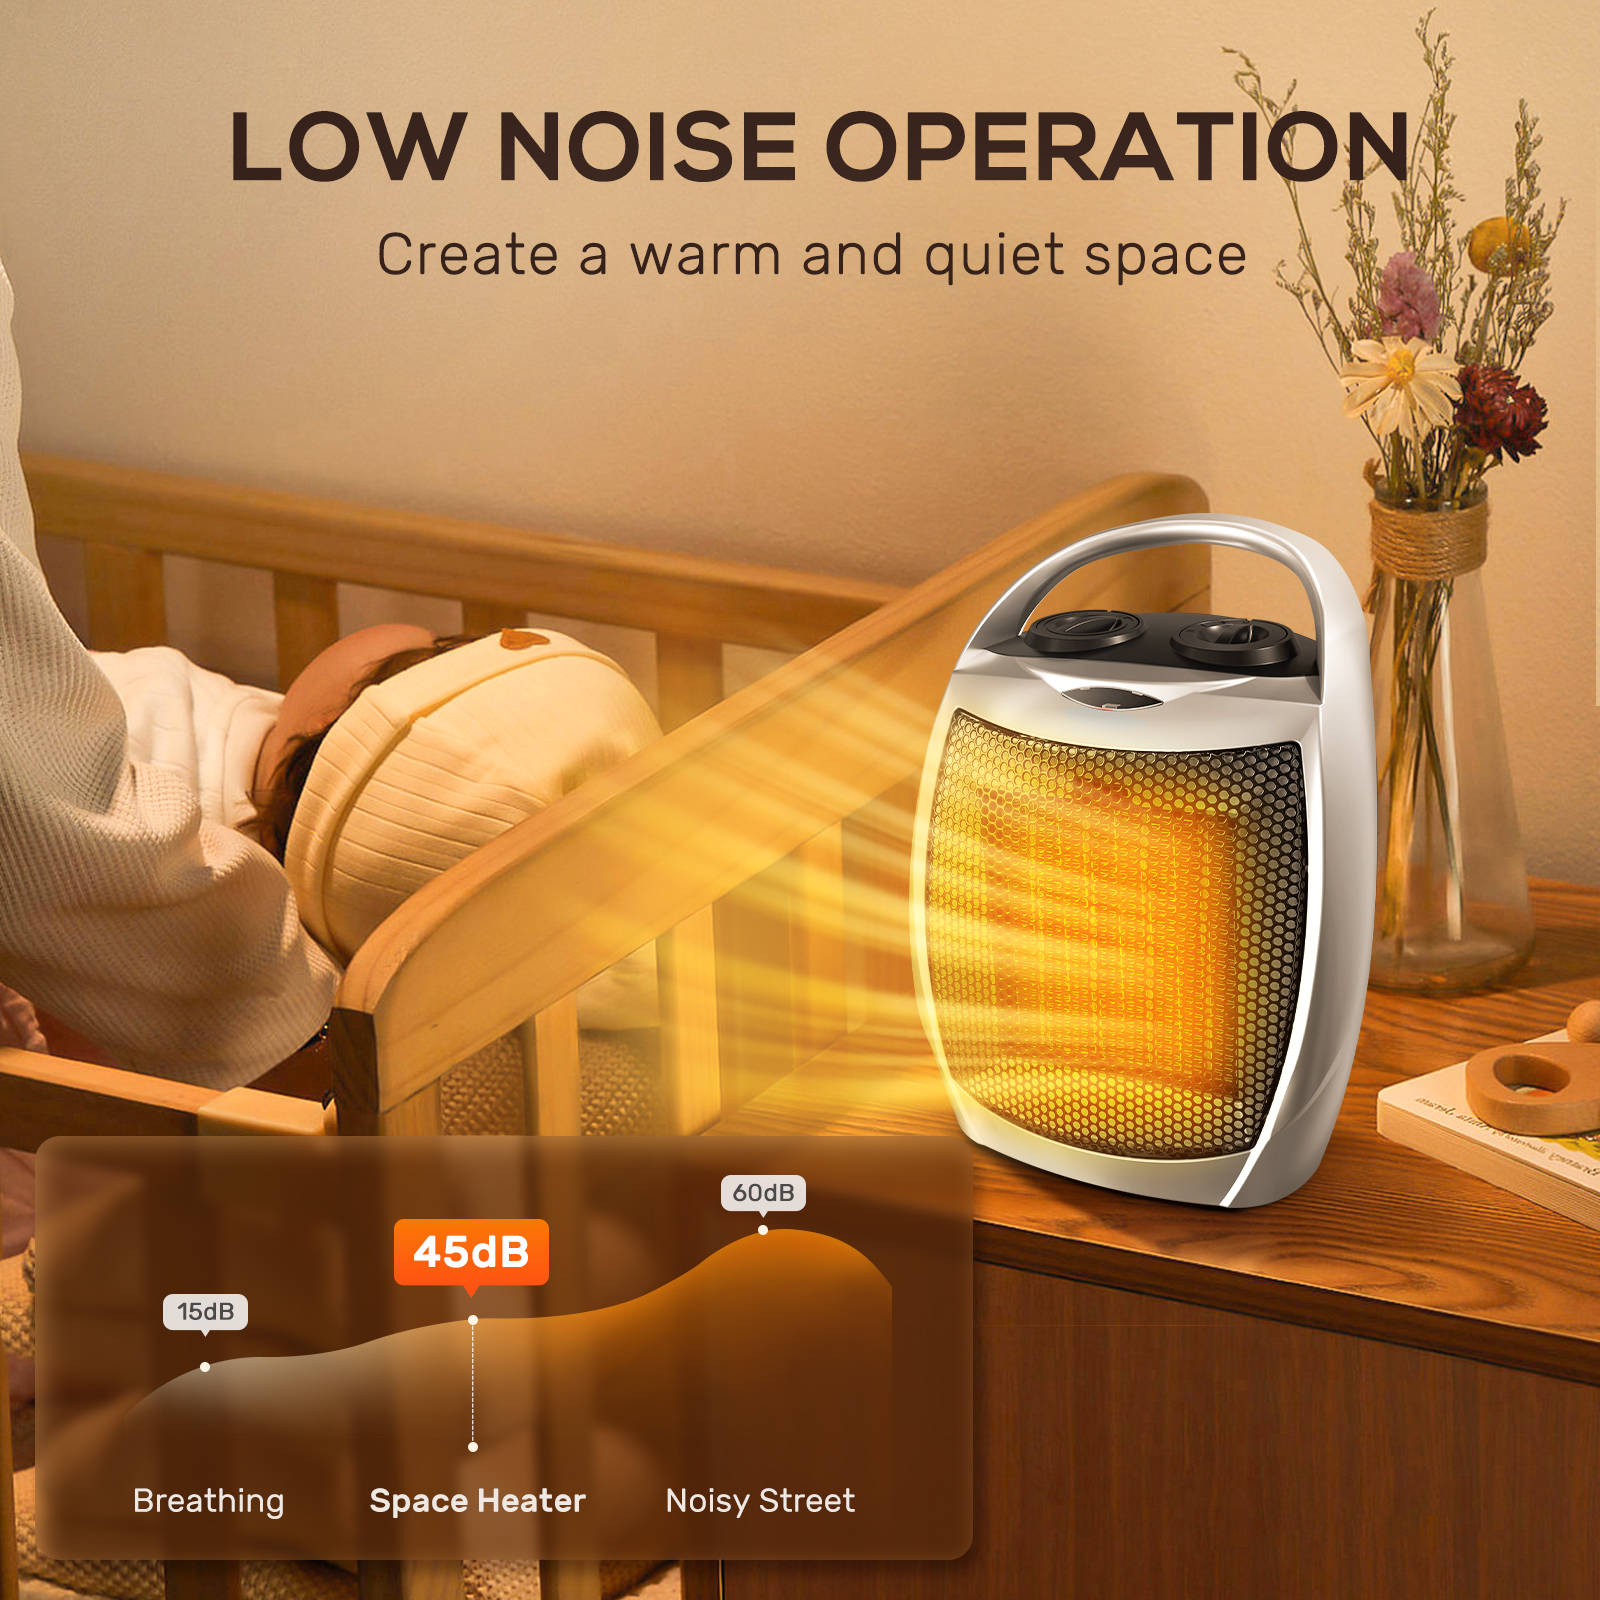 LOW NOISE OPERATION
Create a warm and quiet space
60dB
45dB
15dB
Breathing
Space Heater
Noisy Street